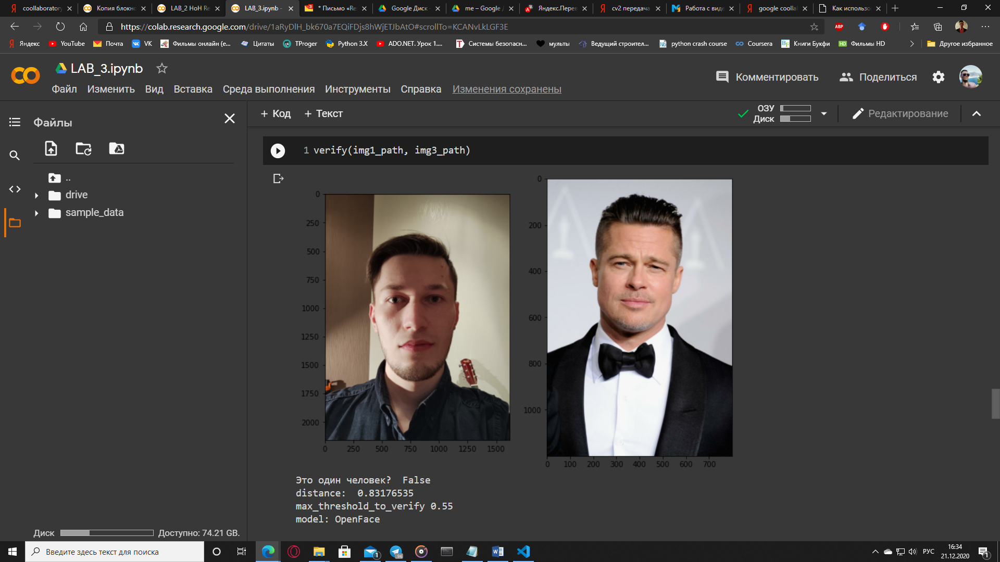 coollaboratory
Копия блокно
LAB_2 HoH Re
LAB_3.ipynb -
* Письмо «Re
Google Диск -
me – Google Д
Яндекс.Перев
cv2 передача
Работа с виде
google coolla
Как использо
https://colab.research.google.com/drive/1aRyDlH_bk670a7EQiFDjs8hWjETJbAtO#scrollTo=KCANvLkLGF3E
ABP
Яндекс
YouTube
Почта
VK
Фильмы онлайн (e...
Цитаты
TProger
Python 3.X
ADO.NET. Урок 1....
Системы безопасн...
мульты
Ведущий строител...
python crash course
Coursera
Книги Букфи
Фильмы HD
Другое избранное
LAB_3.ipynb
Комментировать
Поделиться
Файл Изменить Вид Вставка Среда выполнения Инструменты Справка Изменения сохранены
Файлы
+ Код + Текст
ОЗУ
Диск
Редактирование
..
drive
sample_data
1 verify(img1_path, img3_path)
0
250
500
750
1000
1250
1500
1750
2000
0 250 500 750 1000 1250 1500
0
200
400
600
800
1000
0 100 200 300 400 500 600 700
Это один человек? False
distance: 0.83176535
max_threshold_to_verify 0.55
model: OpenFace
Диск
Доступно: 74.21 GB.
Введите здесь текст для поиска
1
96
РУС
16:34
21.12.2020
1